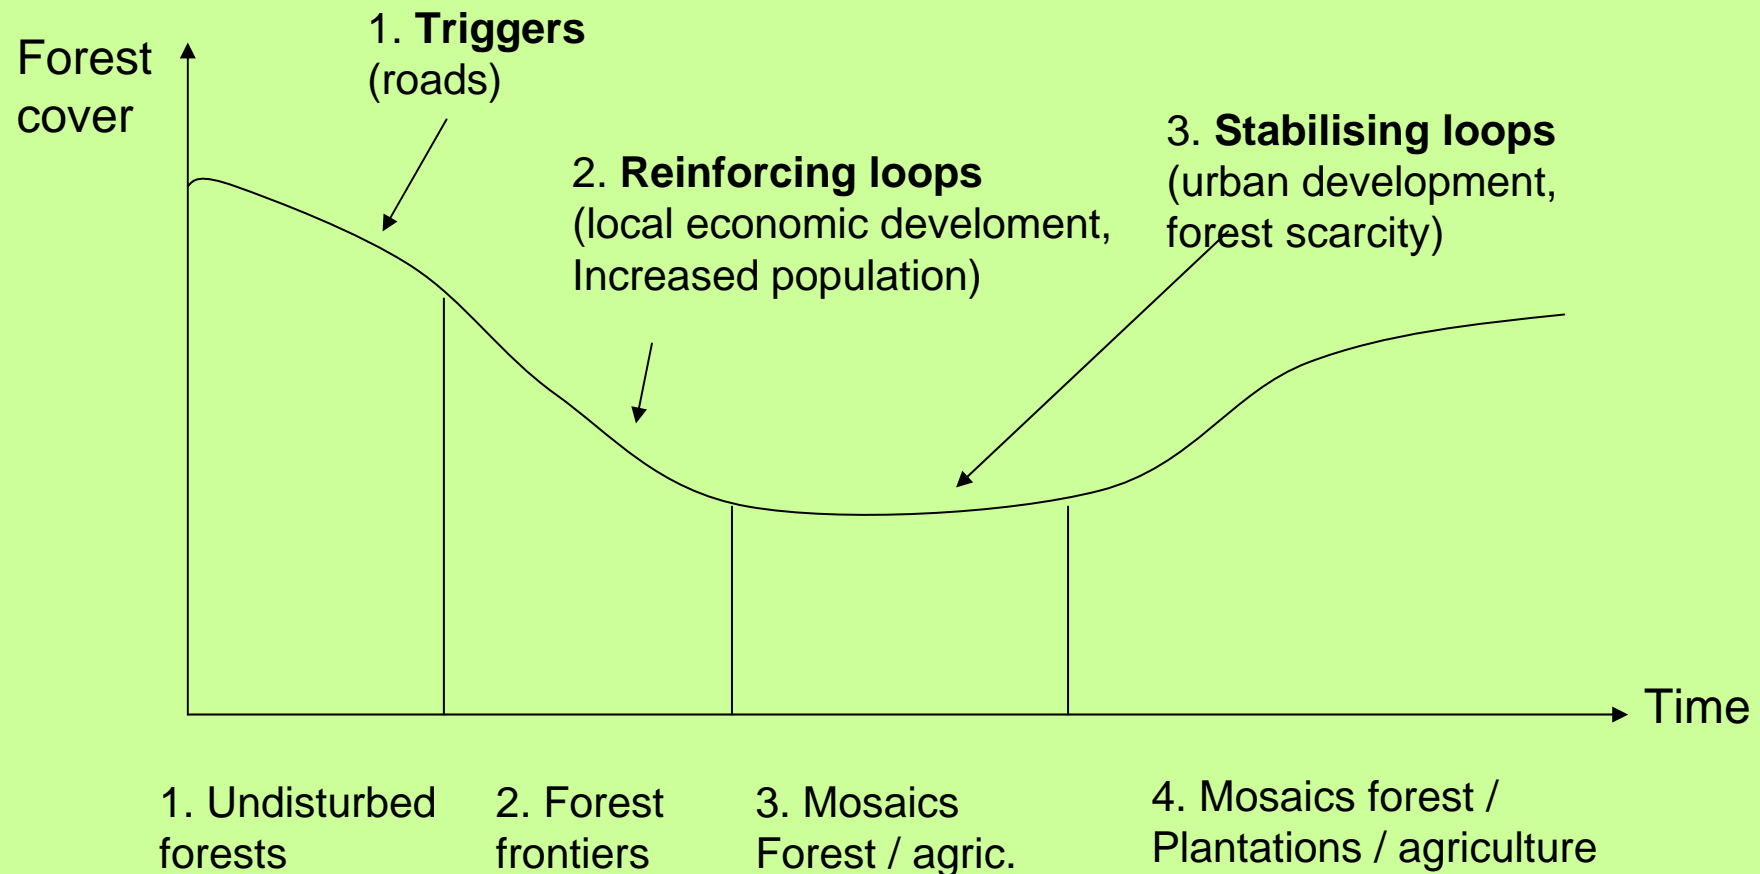 Forest
cover
1. Triggers
(roads)
2. Reinforcing loops
(local economic develoment,
Increased population)
3. Stabilising loops
(urban development,
forest scarcity)
Time
1. Undisturbed
forests
2. Forest
frontiers
3. Mosaics
Forest / agric.
4. Mosaics forest /
Plantations / agriculture